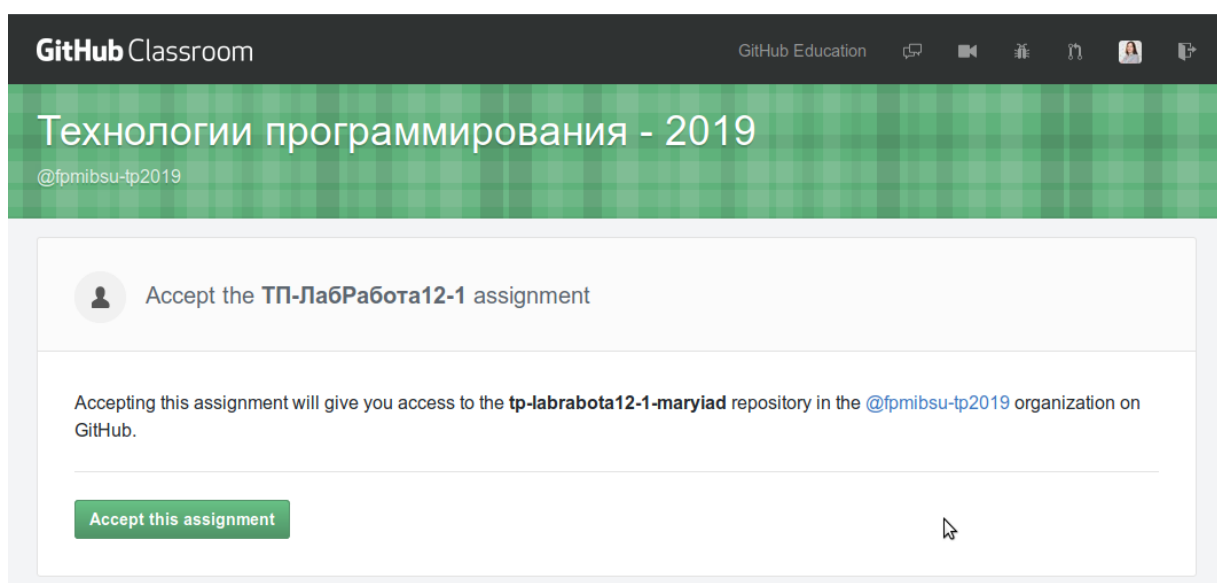 GitHub Classroom
GitHub Education
Технологии программирования - 2019
@fpmibsu-tp2019
Accept the ТП-ЛабРабота12-1 assignment
Accepting this assignment will give you access to the tp-labrabota12-1-maryiad repository in the @fpmibsu-tp2019 organization on
GitHub.
Accept this assignment